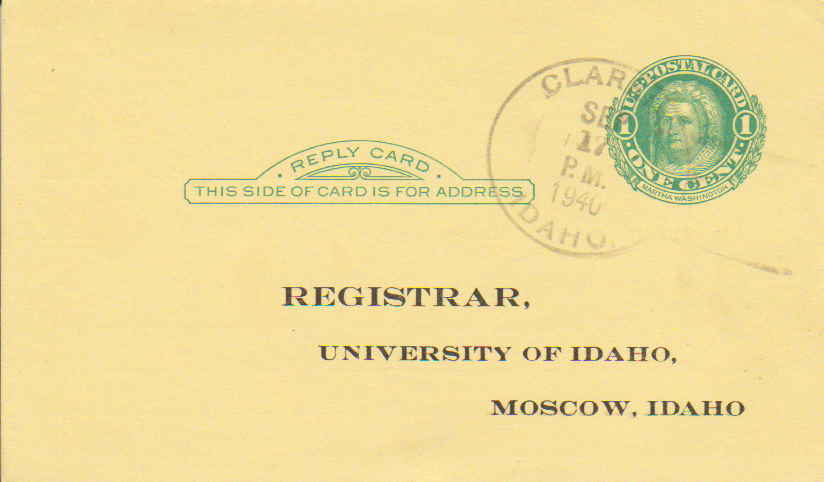 CLAR
SE
17
P.M.
1940
IDAHO.
U.S. POSTAL CARD
1 1
· ONE CENT ·
MARTHA WASHINGTON
· REPLY CARD ·
THIS SIDE OF CARD IS FOR ADDRESS
REGISTRAR,
UNIVERSITY OF IDAHO,
MOSCOW, IDAHO